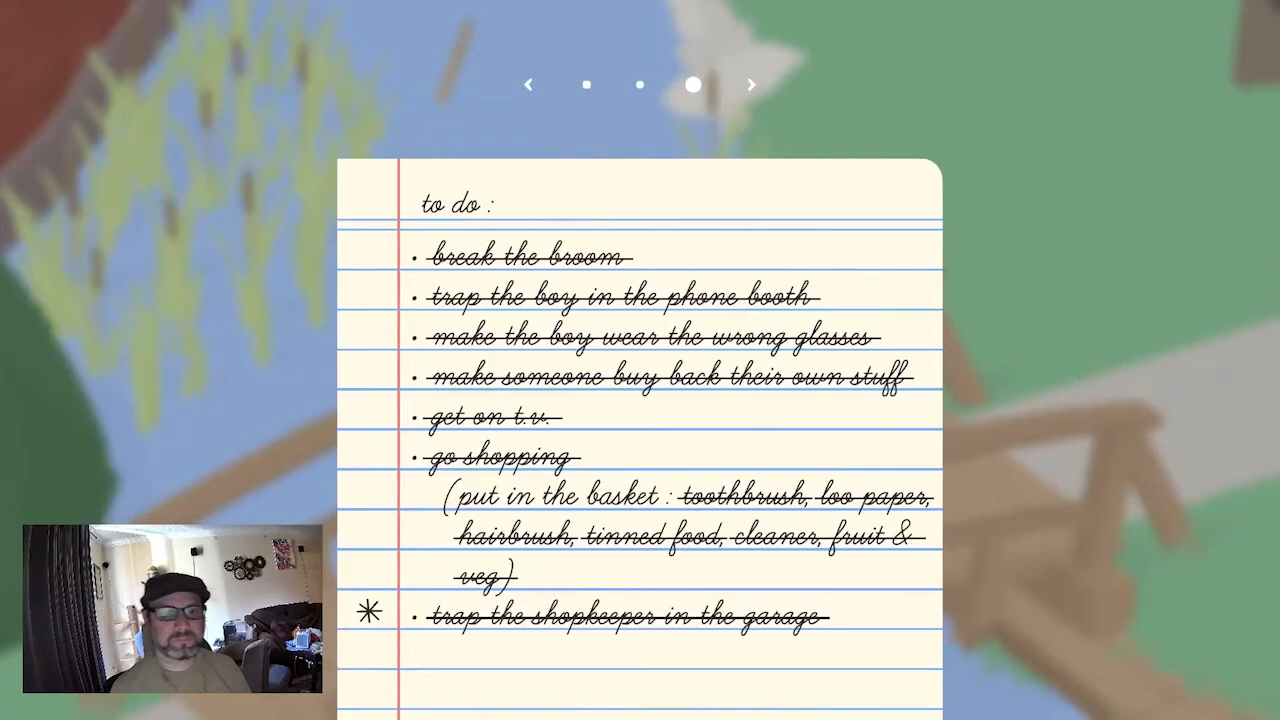 to do :
• break the broom
• trap the boy in the phone booth
• make the boy wear the wrong glasses
• make someone buy back their own stuff
• get on t.v.
• go shopping
(put in the basket : toothbrush, loo paper,
hairbrush, tinned food, cleaner, fruit &
veg)
* • trap the shopkeeper in the garage